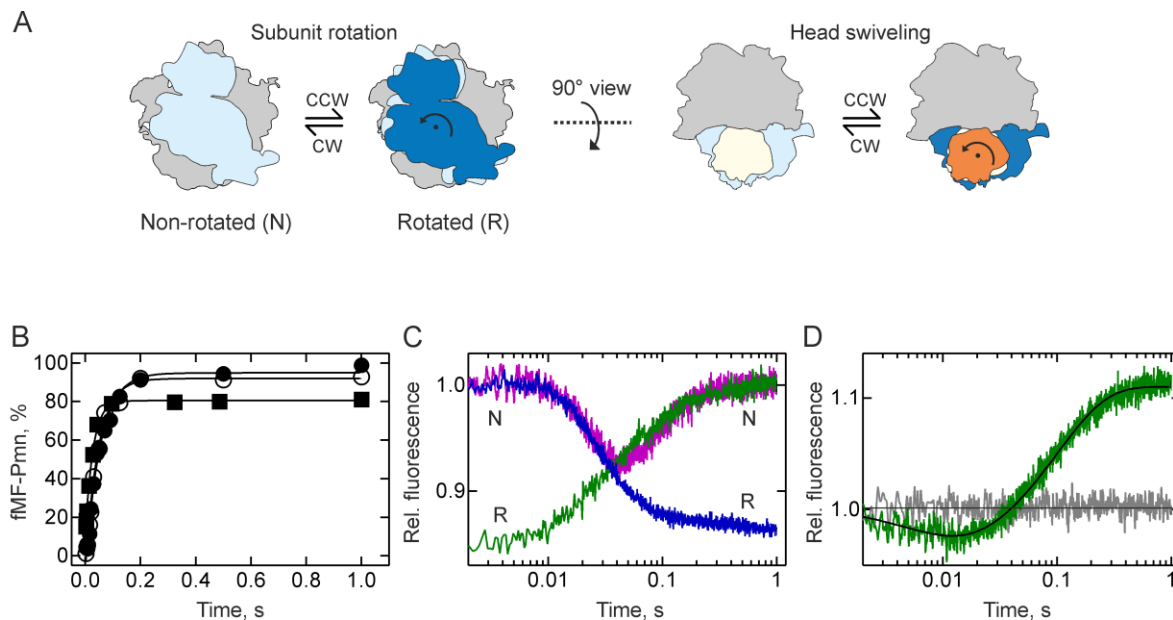 A
Subunit rotation
Head swiveling
CCW
CW
90° view
CCW
CW
Non-rotated (N)
Rotated (R)
B
fMF-Pmn, %
100
80
60
40
20
0
0.0 0.2 0.4 0.6 0.8 1.0
Time, s
C
Rel. fluorescence
1.0
0.9
N
N
R
R
0.01 0.1 1
Time, s
D
Rel. fluorescence
1.1
1.0
0.01 0.1 1
Time, s